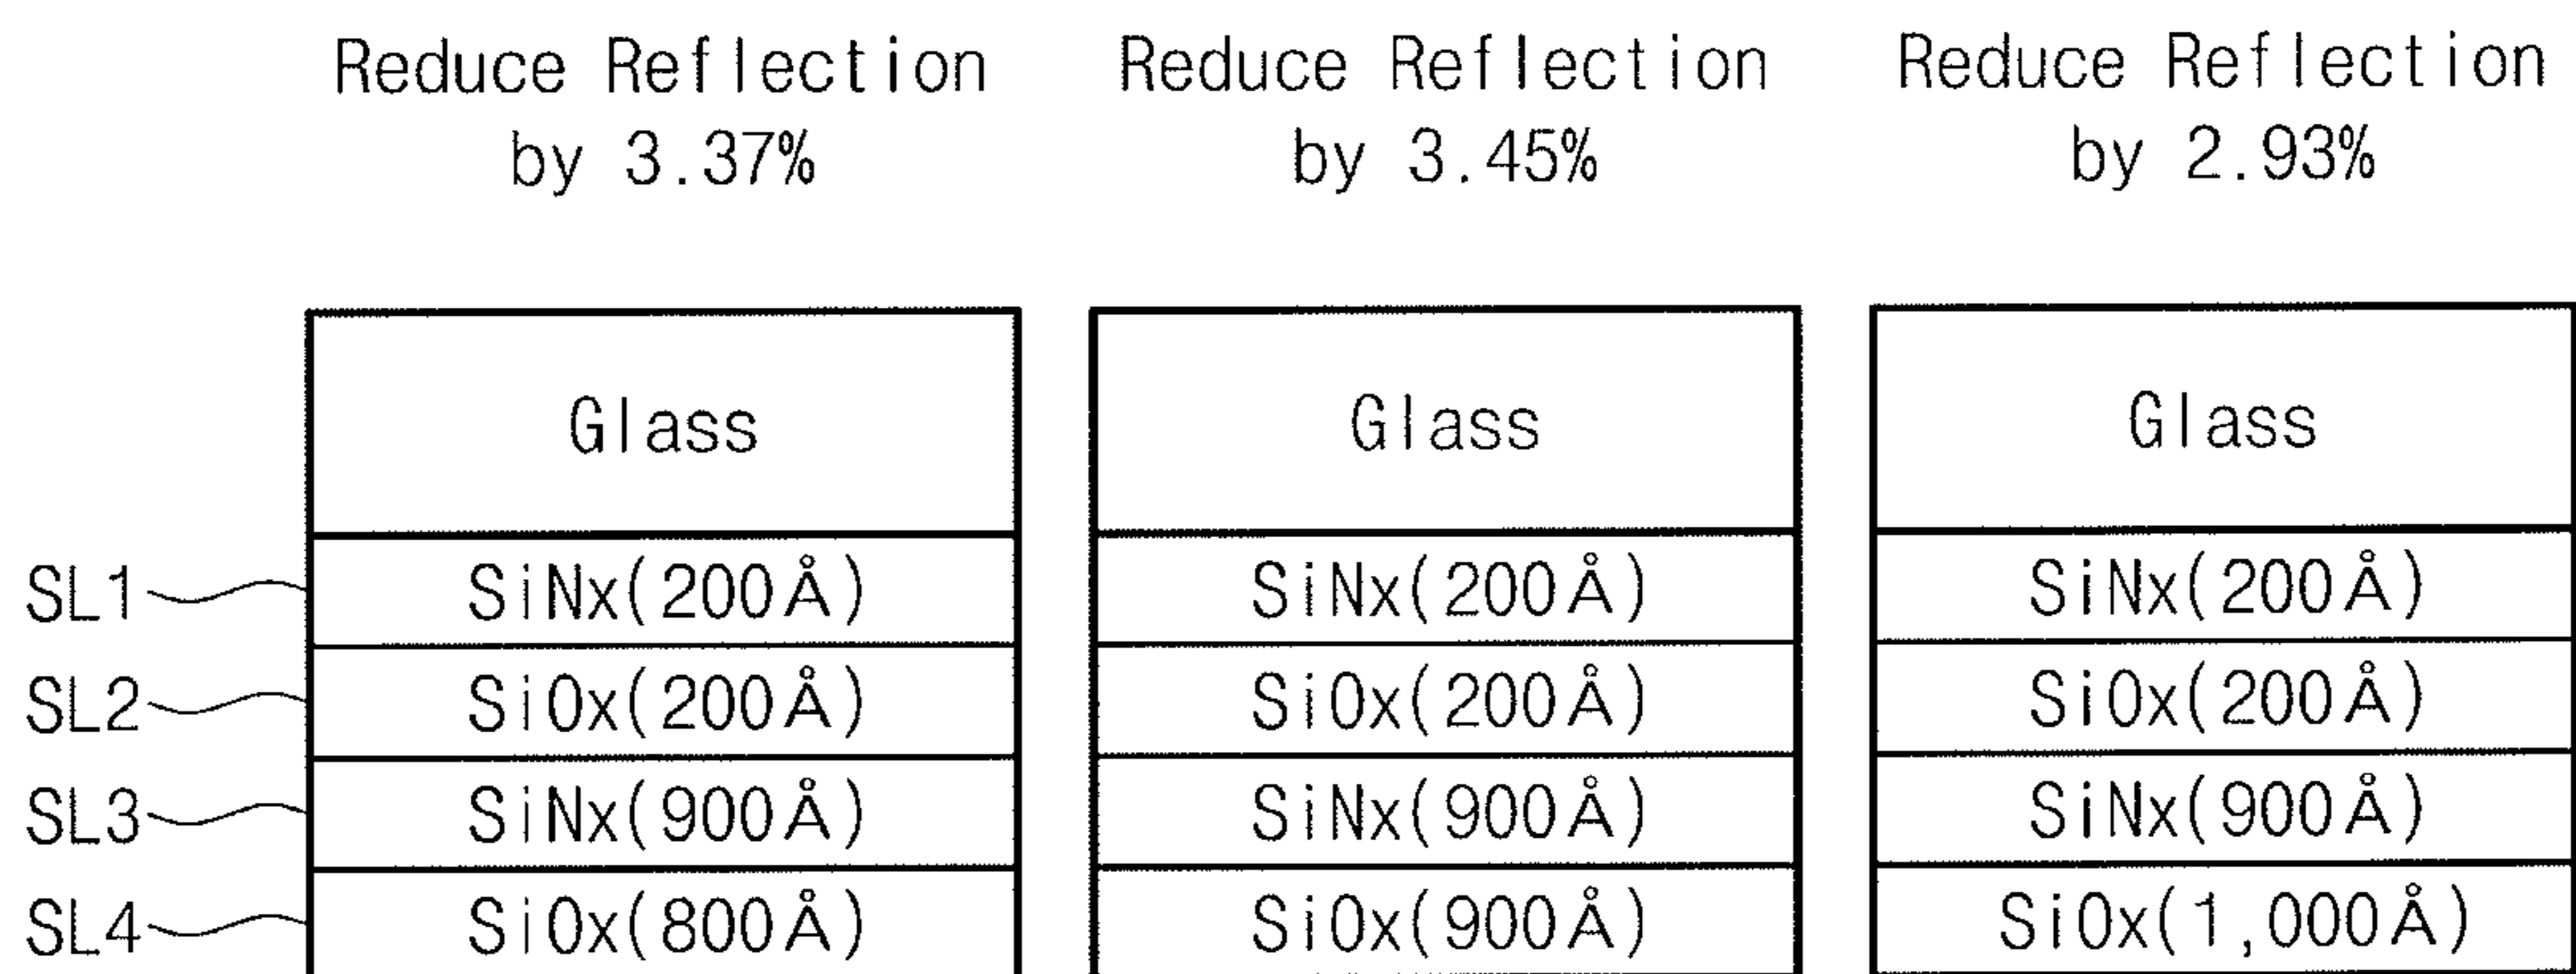 Reduce Reflection
by 3.37%
Reduce Reflection
by 3.45%
Reduce Reflection
by 2.93%
Glass
Glass
Glass
SL1
SiNx(200Å)
SiNx(200Å)
SiNx(200Å)
SL2
SiOx(200Å)
SiOx(200Å)
SiOx(200Å)
SL3
SiNx(900Å)
SiNx(900Å)
SiNx(900Å)
SL4
SiOx(800Å)
SiOx(900Å)
SiOx(1,000Å)